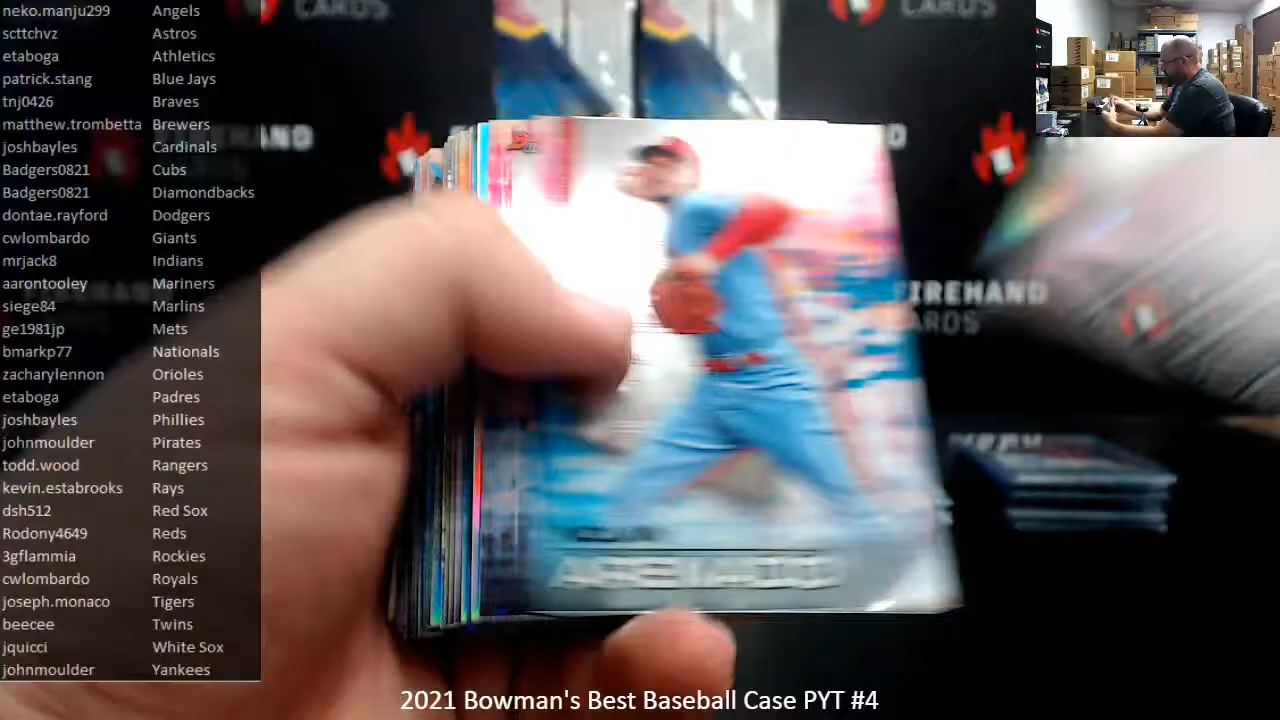 neko.manju299 Angels
scttchvz Astros
etaboga Athletics
patrick.stang Blue Jays
tnj0426 Braves
matthew.trombetta Brewers
joshbayles Cardinals
Badgers0821 Cubs
Badgers0821 Diamondbacks
dontae.rayford Dodgers
cwlombardo Giants
mrjack8 Indians
aarontooley Mariners
siege84 Marlins
ge1981jp Mets
bmarkp77 Nationals
zacharylennon Orioles
etaboga Padres
joshbayles Phillies
johnmoulder Pirates
todd.wood Rangers
kevin.estabrooks Rays
dsh512 Red Sox
Rodony4649 Reds
3gflammia Rockies
cwlombardo Royals
joseph.monaco Tigers
beecee Twins
jquicci White Sox
johnmoulder Yankees
CARDS
CARDS
FIREHAND
CARDS
ARENADO
2021 Bowman's Best Baseball Case PYT #4